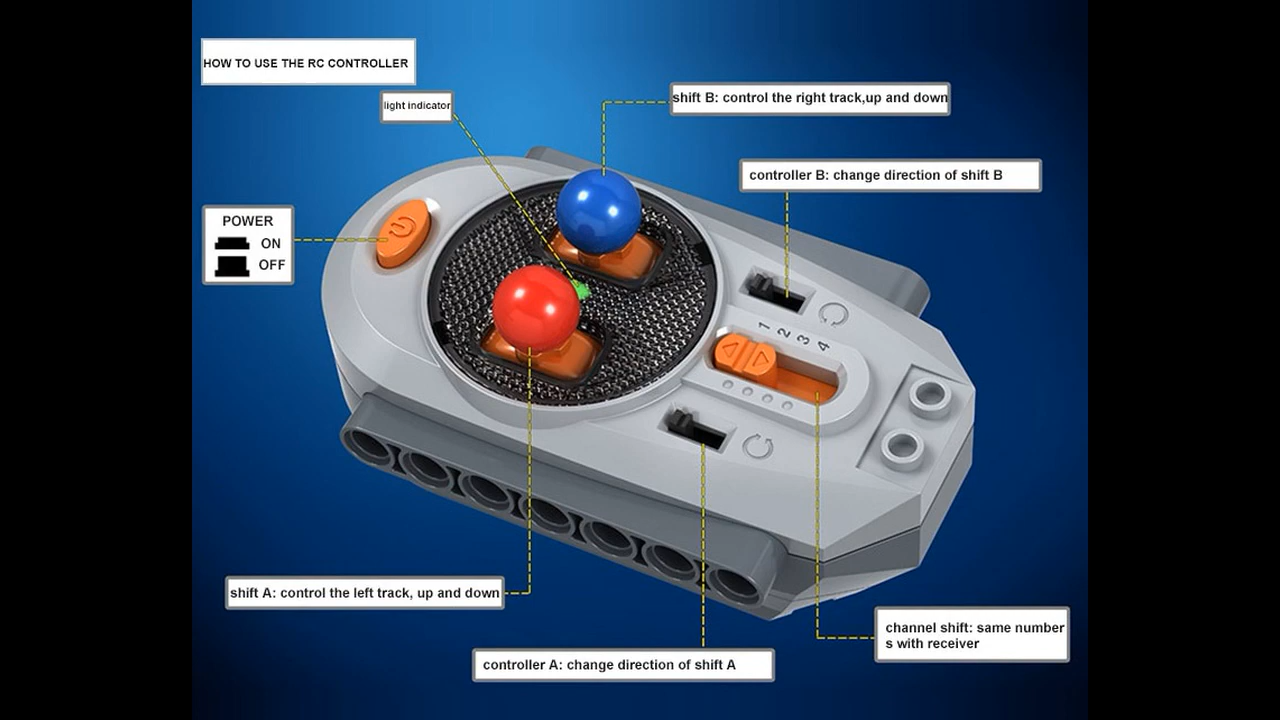 HOW TO USE THE RC CONTROLLER
light indicator
shift B: control the right track,up and down
controller B: change direction of shift B
POWER
ON
OFF
1 2 3 4
shift A: control the left track, up and down
controller A: change direction of shift A
channel shift: same number
s with receiver